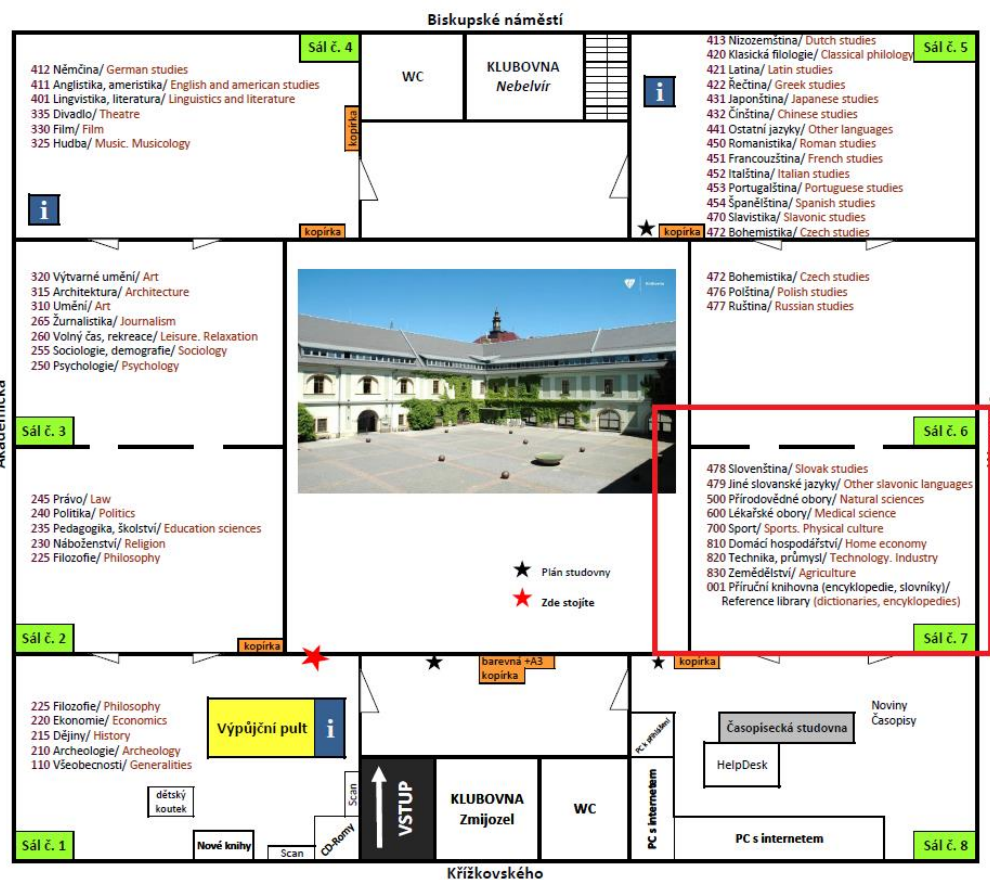 Biskupské náměstí
Sál č. 4
412 Němčina/ German studies
411 Anglistika, ameristika/ English and american studies
401 Lingvistika, literatura/ Linguistics and literature
335 Divadlo/ Theatre
330 Film/ Film
325 Hudba/ Music. Musicology
kopírka
i
kopírka
WC
KLUBOVNA
Nebelvír
Sál č. 5
413 Nizozemština/ Dutch studies
420 Klasická filologie/ Classical philology
421 Latina/ Latin studies
422 Řečtina/ Greek studies
431 Japonština/ Japanese studies
432 Čínština/ Chinese studies
441 Ostatní jazyky/ Other languages
450 Romanistika/ Roman studies
451 Francouzština/ French studies
452 Italština/ Italian studies
453 Portugalština/ Portuguese studies
454 Španělština/ Spanish studies
470 Slavistika/ Slavonic studies
472 Bohemistika/ Czech studies
i
kopírka
320 Výtvarné umění/ Art
315 Architektura/ Architecture
310 Umění/ Art
265 Žurnalistika/ Journalism
260 Volný čas, rekreace/ Leisure. Relaxation
255 Sociologie, demografie/ Sociology
250 Psychologie/ Psychology
Sál č. 3
472 Bohemistika/ Czech studies
476 Polština/ Polish studies
477 Ruština/ Russian studies
Sál č. 6
Akademická
245 Právo/ Law
240 Politika/ Politics
235 Pedagogika, školství/ Education sciences
230 Náboženství/ Religion
225 Filozofie/ Philosophy
Sál č. 2
kopírka
Plán studovny
Zde stojíte
478 Slovenština/ Slovak studies
479 Jiné slovanské jazyky/ Other slavonic languages
500 Přírodovědné obory/ Natural sciences
600 Lékařské obory/ Medical science
700 Sport/ Sports. Physical culture
810 Domácí hospodářství/ Home economy
820 Technika, průmysl/ Technology. Industry
830 Zemědělství/ Agriculture
001 Příruční knihovna (encyklopedie, slovníky)/
Reference library (dictionaries, encyklopedies)
Sál č. 7
225 Filozofie/ Philosophy
220 Ekonomie/ Economics
215 Dějiny/ History
210 Archeologie/ Archeology
110 Všeobecnosti/ Generalities
Výpůjční pult
i
dětský
koutek
Nové knihy
Scan
Scan
CD-Romy
Sál č. 1
barevná +A3
kopírka
VSTUP
KLUBOVNA
Zmijozel
WC
kopírka
Noviny
Časopisy
PC k přihlášení
Časopisecká studovna
HelpDesk
PC s internetem
PC s internetem
Sál č. 8
Křížkovského